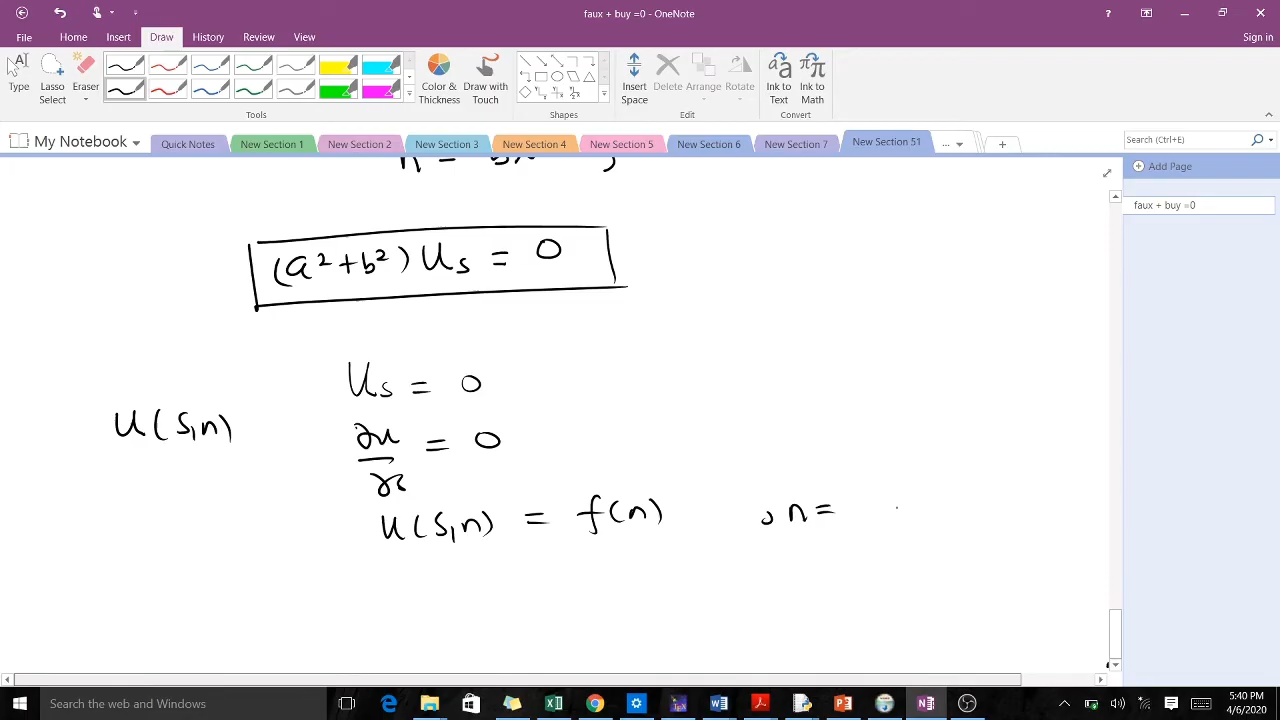 faux + buy =0 - OneNote
File Home Insert Draw History Review View
Sign in
Type
Lasso Select
Eraser
Color & Thickness
Draw with Touch
Insert Space
Delete
Arrange
Rotate
Ink to Text
Ink to Math
Tools
Shapes
Edit
Convert
My Notebook
Quick Notes
New Section 1
New Section 2
New Section 3
New Section 4
New Section 5
New Section 6
New Section 7
New Section 51
...
Search (Ctrl+E)
Add Page
faux + buy =0
(a²+b²) Us = 0
Us = 0
u(s,n)
∂u/∂s = 0
u(s,n) = f(n) , n =
Search the web and Windows
5:40 PM
4/6/2020